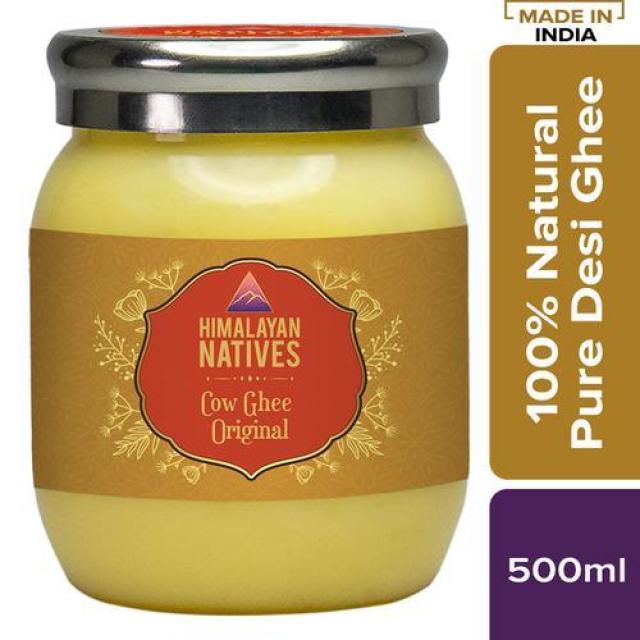 MADE IN
INDIA
HIMALAYAN
NATIVES
Cow Ghee
Original
100% Natural
Pure Desi Ghee
500ml